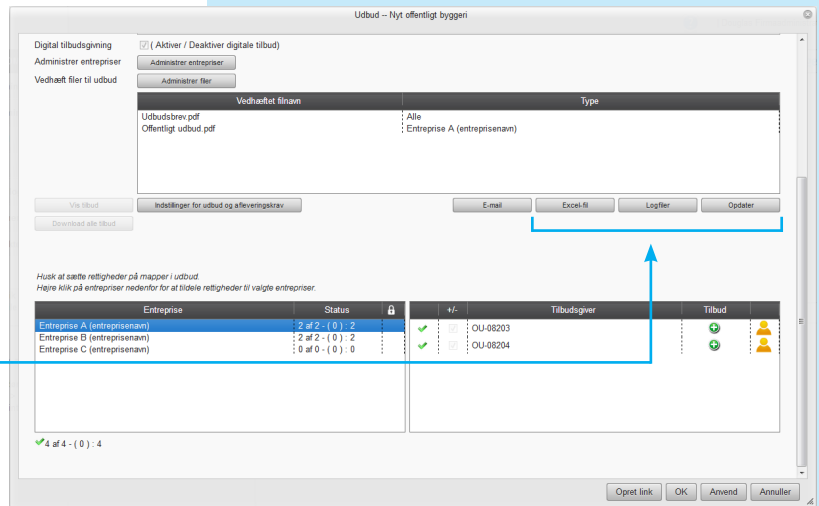 Udbud -- Nyt offentligt byggeri
Digital tilbudsgivning ( Aktiver / Deaktiver digitale tilbud)
Administrer entrepriser Administrer entrepriser
Vedhæft filer til udbud Administrer filer
Vedhæftet filnavn Type
Udbudsbrev.pdf Alle
Offentligt udbud.pdf Entreprise A (entreprisenavn)
Vis tilbud Indstillinger for udbud og afleveringskrav E-mail Excel-fil Logfiler Opdater
Download alle tilbud
Husk at sætte rettigheder på mapper i udbud.
Højre klik på entrepriser nedenfor for at tildele rettigheder til valgte entrepriser.
Entreprise Status +/- Tilbudsgiver Tilbud
Entreprise A (entreprisenavn) 2 af 2 - ( 0 ) : 2 OU-08203
Entreprise B (entreprisenavn) 2 af 2 - ( 0 ) : 2 OU-08204
Entreprise C (entreprisenavn) 0 af 0 - ( 0 ) : 0
4 af 4 - ( 0 ) : 4
Opret link OK Anvend Annuller